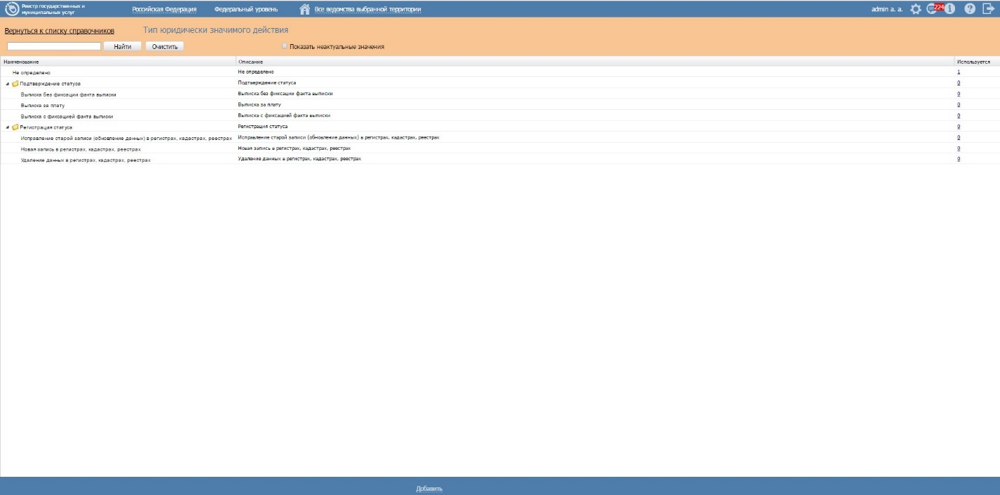 Реестр государственных и
муниципальных услуг
Российская Федерация Федеральный уровень Все ведомства выбранной территории admin a. a. 224
Вернуться к списку справочников Тип юридически значимого действия
Найти Очистить Показать неактуальные значения
Наименование Описание Используется
Не определено Не определено 1
Подтверждение статуса Подтверждение статуса 0
Выписка без фиксации факта выписки Выписка без фиксации факта выписки 0
Выписка за плату Выписка за плату 0
Выписка с фиксацией факта выписки Выписка с фиксацией факта выписки 0
Регистрация статуса Регистрация статуса 0
Исправление старой записи (обновление данных) в регистрах, кадастрах, реестрах Исправление старой записи (обновление данных) в регистрах, кадастрах, реестрах 0
Новая запись в регистрах, кадастрах, реестрах Новая запись в регистрах, кадастрах, реестрах 0
Удаление данных в регистрах, кадастрах, реестрах Удаление данных в регистрах, кадастрах, реестрах 0
Добавить